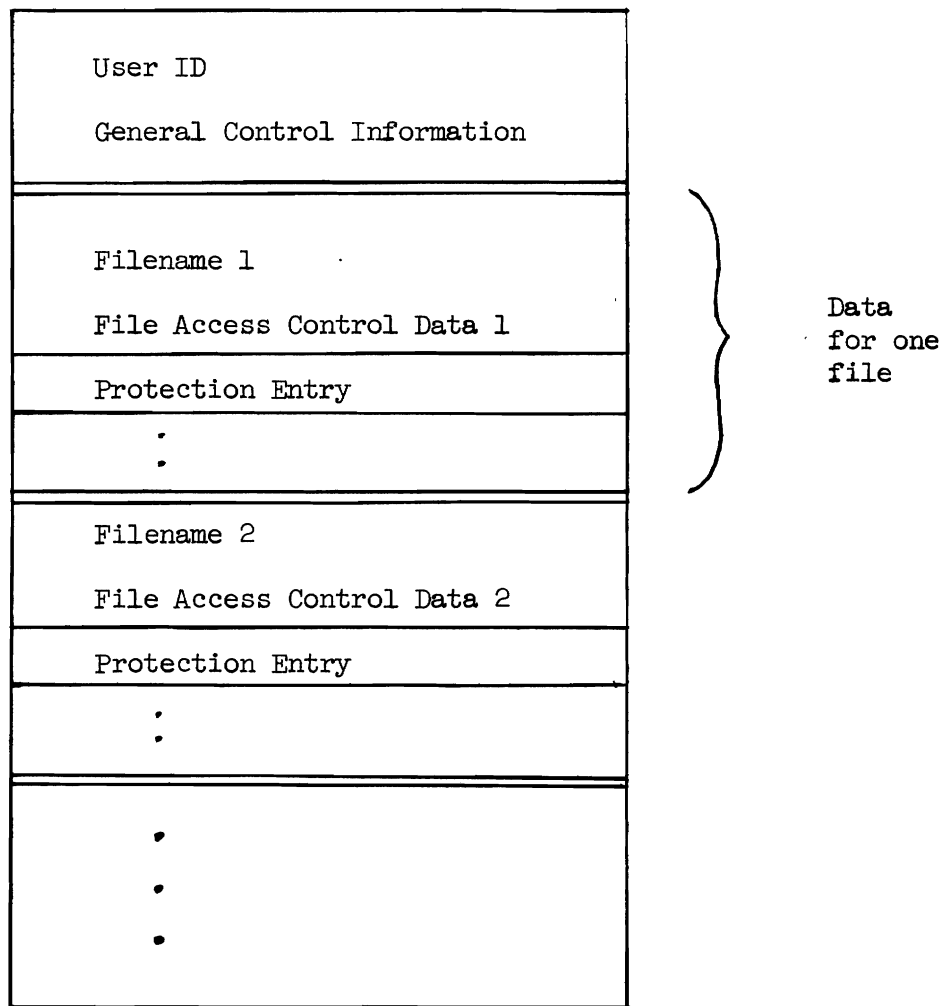 User ID
General Control Information
Filename 1
File Access Control Data 1
Protection Entry
Data
for one
file
Filename 2
File Access Control Data 2
Protection Entry